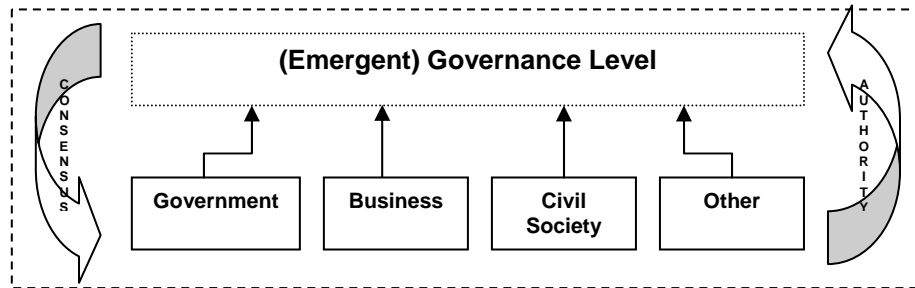 (Emergent) Governance Level
CONSENSUS
AUTHORITY
Government
Business
Civil
Society
Other